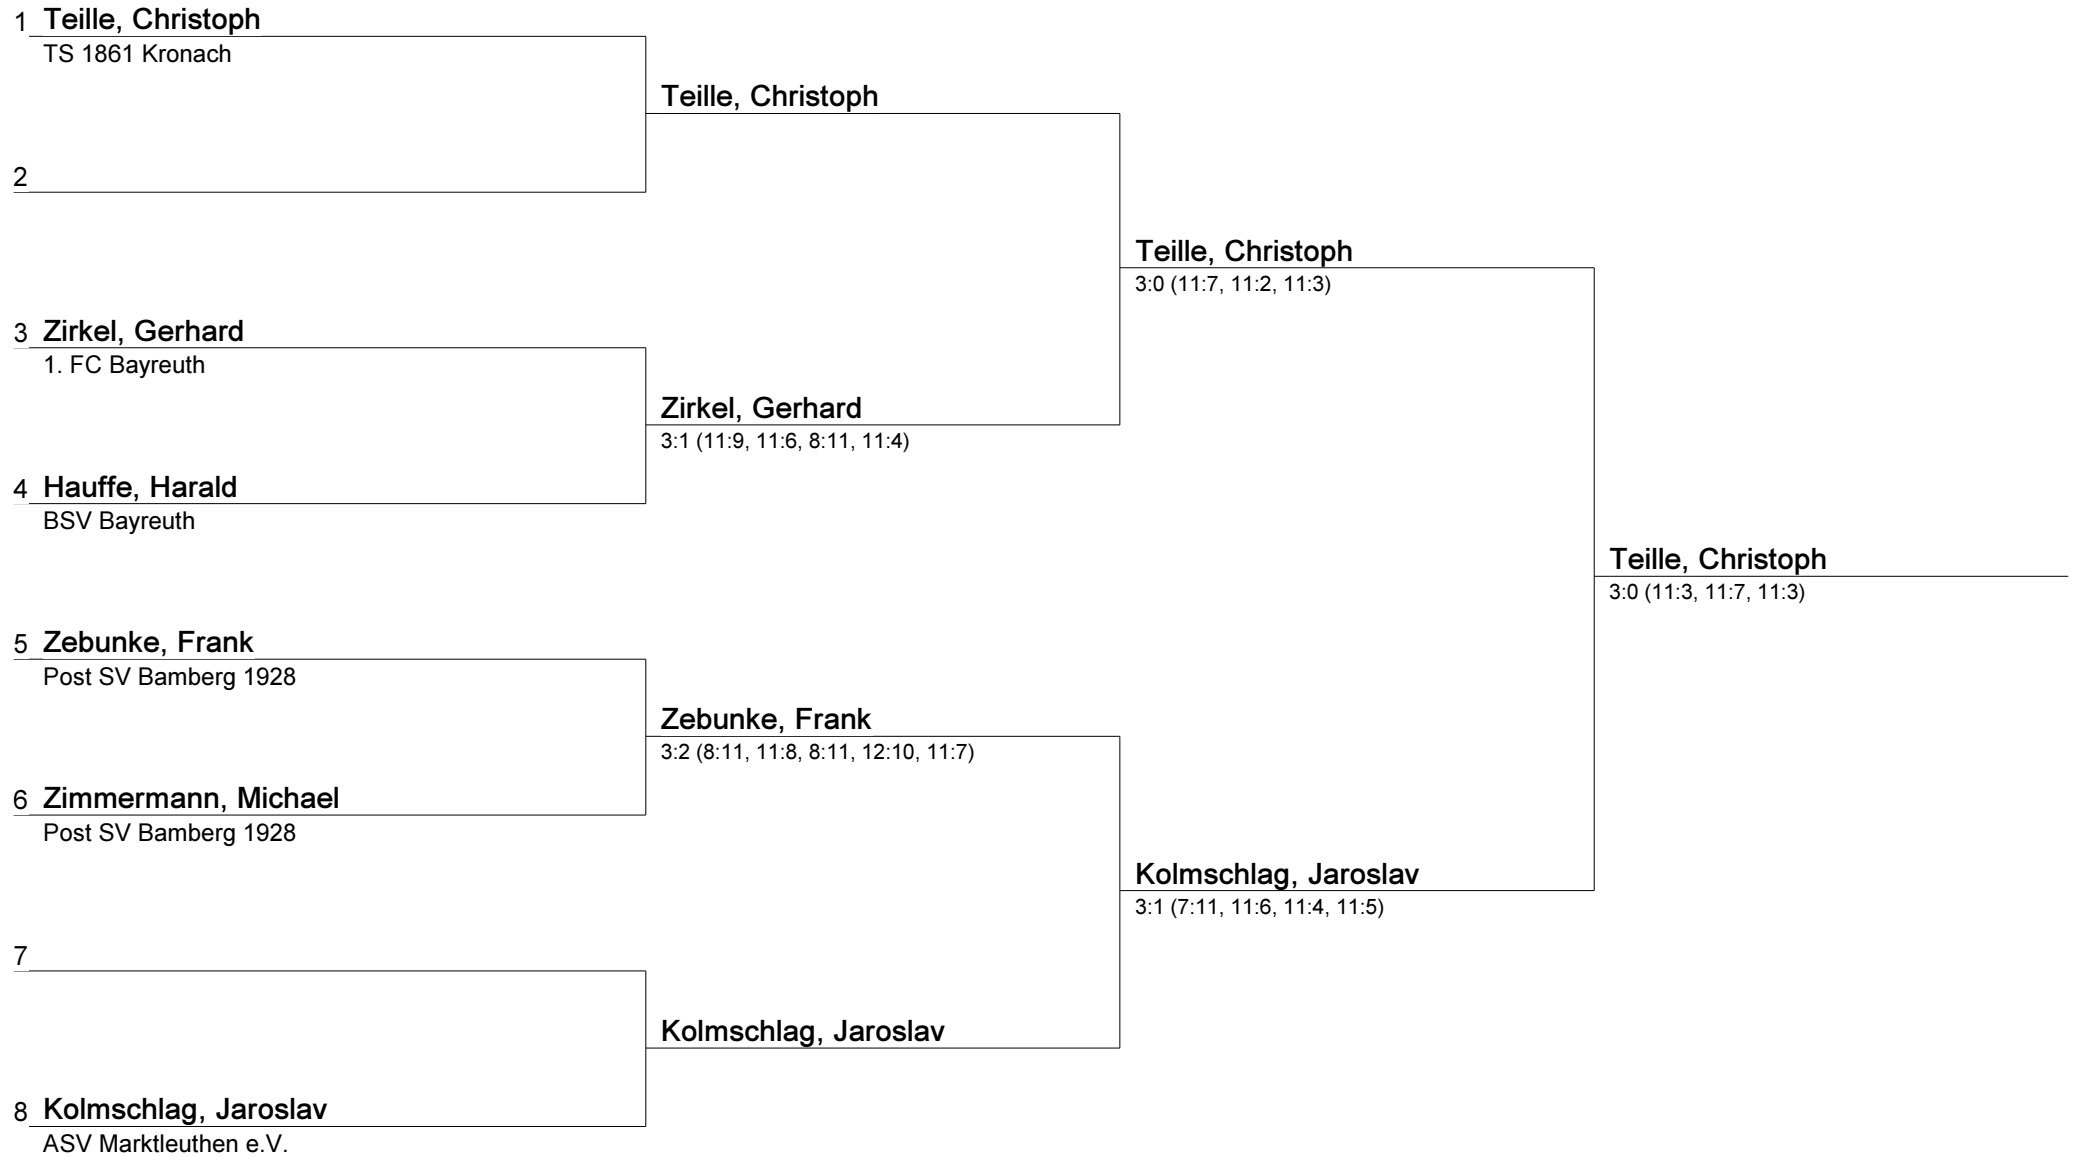 1 Teille, Christoph
TS 1861 Kronach
Teille, Christoph
2
Teille, Christoph
3:0 (11:7, 11:2, 11:3)
3 Zirkel, Gerhard
1. FC Bayreuth
Zirkel, Gerhard
3:1 (11:9, 11:6, 8:11, 11:4)
4 Hauffe, Harald
BSV Bayreuth
Teille, Christoph
3:0 (11:3, 11:7, 11:3)
5 Zebunke, Frank
Post SV Bamberg 1928
Zebunke, Frank
3:2 (8:11, 11:8, 8:11, 12:10, 11:7)
6 Zimmermann, Michael
Post SV Bamberg 1928
Kolmschlag, Jaroslav
3:1 (7:11, 11:6, 11:4, 11:5)
7
Kolmschlag, Jaroslav
8 Kolmschlag, Jaroslav
ASV Marktleuthen e.V.